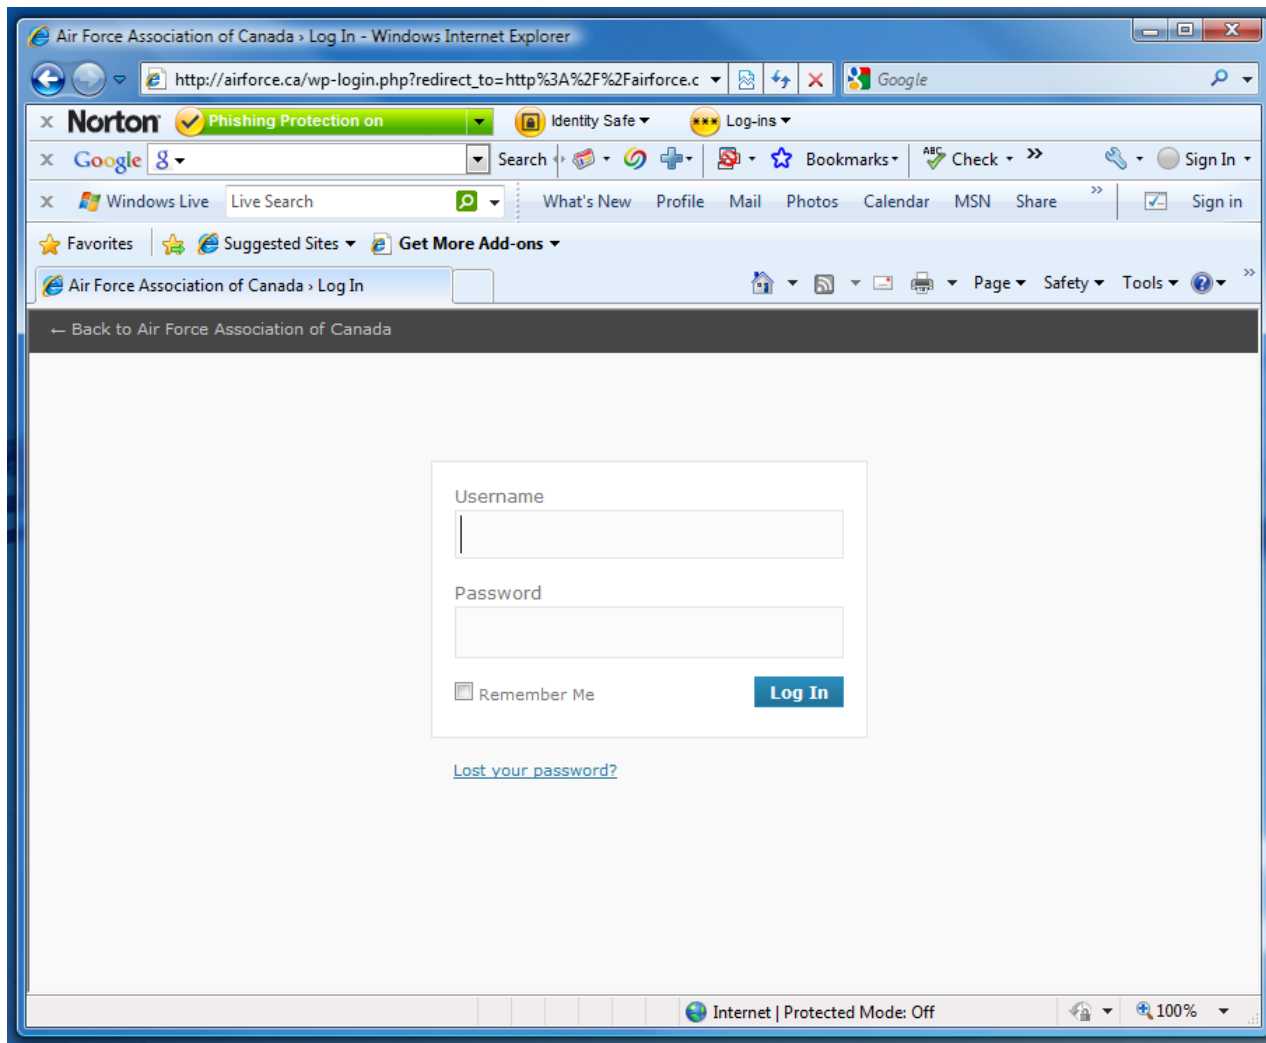 Air Force Association of Canada › Log In - Windows Internet Explorer
http://airforce.ca/wp-login.php?redirect_to=http%3A%2F%2Fairforce.c Google
x Norton Phishing Protection on Identity Safe Log-ins
x Google g Search Bookmarks ABC Check » Sign In
x Windows Live Live Search What's New Profile Mail Photos Calendar MSN Share » Sign in
Favorites Suggested Sites Get More Add-ons
Air Force Association of Canada › Log In Page Safety Tools »
← Back to Air Force Association of Canada
Username
Password
Remember Me Log In
Lost your password?
Internet | Protected Mode: Off 100%